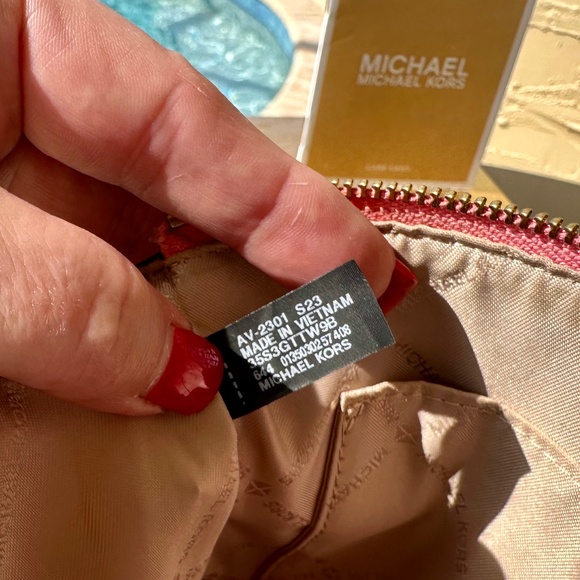 MICHAEL
MICHAEL KORS
AV-2301 S23
MADE IN VIETNAM
35S3GTTW9B
644 0135030257408
MICHAEL KORS